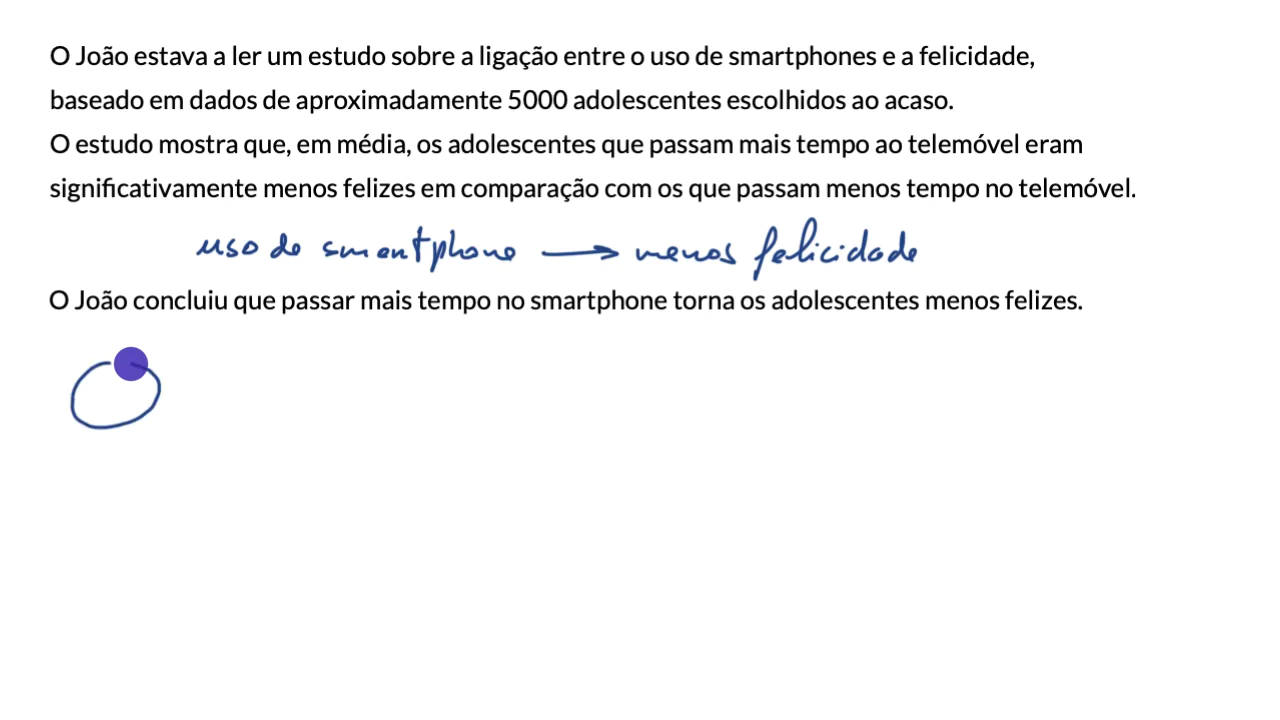 O João estava a ler um estudo sobre a ligação entre o uso de smartphones e a felicidade,
baseado em dados de aproximadamente 5000 adolescentes escolhidos ao acaso.
O estudo mostra que, em média, os adolescentes que passam mais tempo ao telemóvel eram
significativamente menos felizes em comparação com os que passam menos tempo no telemóvel.
uso de smartphone → menos felicidade
O João concluiu que passar mais tempo no smartphone torna os adolescentes menos felizes.